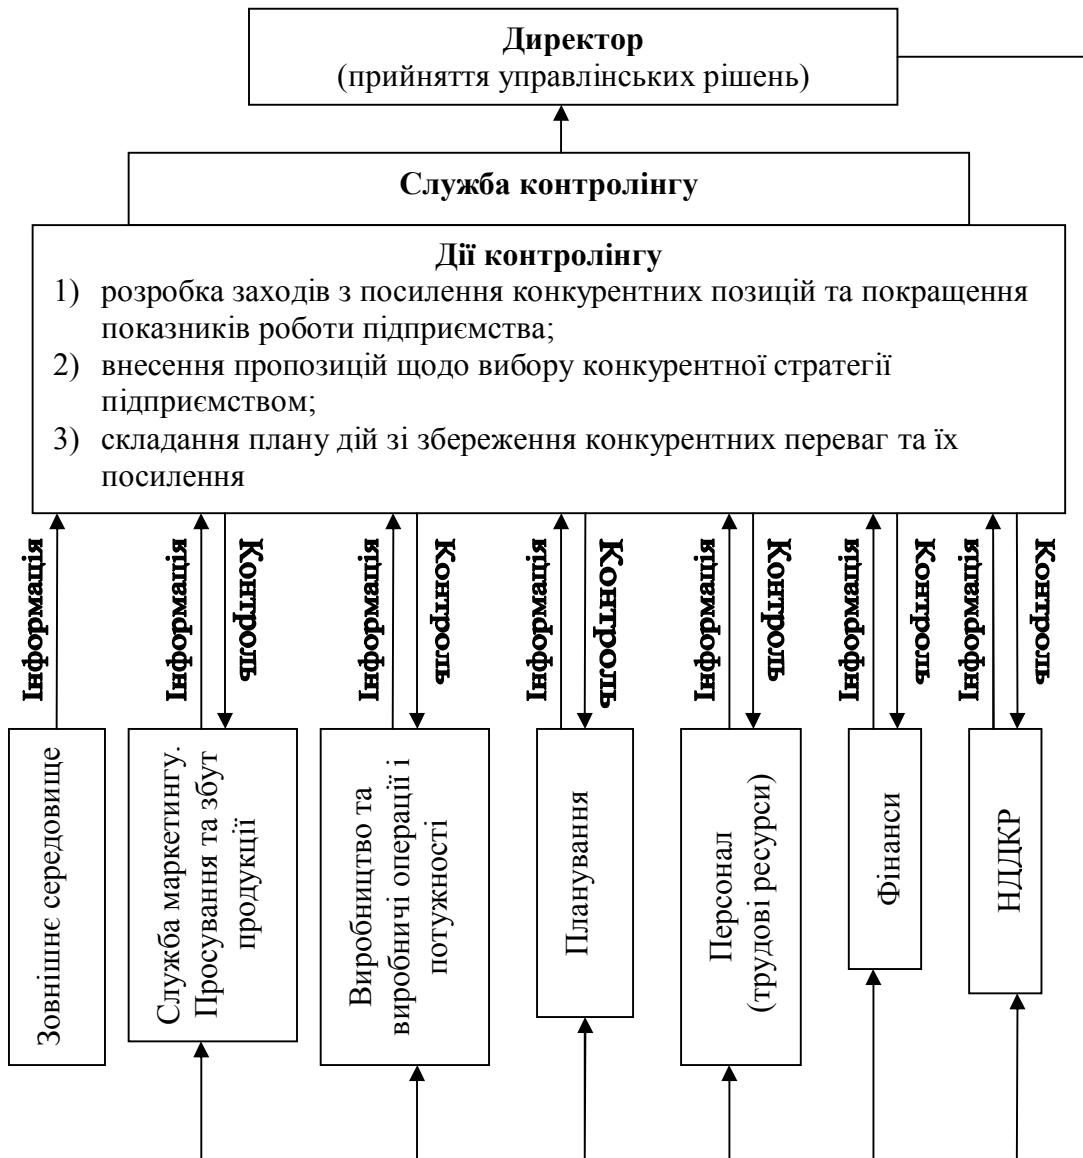 Директор
(прийняття управлінських рішень)
Служба контролінгу
Дії контролінгу
1) розробка заходів з посилення конкурентних позицій та покращення
показників роботи підприємства;
2) внесення пропозицій щодо вибору конкурентної стратегії
підприємством;
3) складання плану дій зі збереження конкурентних переваг та їх
посилення
Інформація
Інформація
Контроль
Інформація
Контроль
Інформація
Контроль
Інформація
Контроль
Інформація
Контроль
Інформація
Контроль
Зовнішнє середовище
Служба маркетингу.
Просування та збут
продукції
Виробництво та
виробничі операції і
потужності
Планування
Персонал
(трудові ресурси)
Фінанси
НДДКР